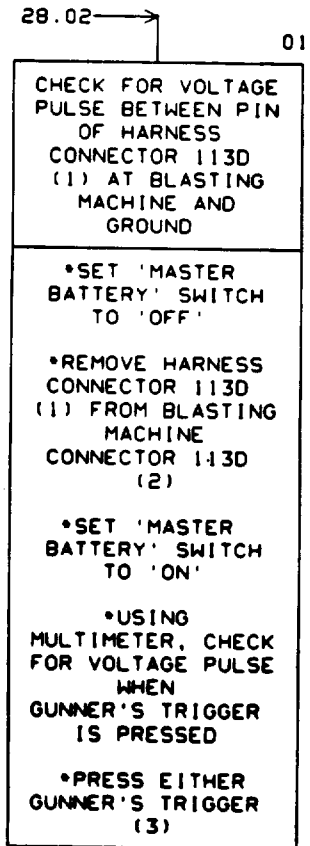 28.02
01
CHECK FOR VOLTAGE
PULSE BETWEEN PIN
OF HARNESS
CONNECTOR 113D
(1) AT BLASTING
MACHINE AND
GROUND
•SET 'MASTER
BATTERY' SWITCH
TO 'OFF'
•REMOVE HARNESS
CONNECTOR 113D
(1) FROM BLASTING
MACHINE
CONNECTOR 113D
(2)
•SET 'MASTER
BATTERY' SWITCH
TO 'ON'
•USING
MULTIMETER, CHECK
FOR VOLTAGE PULSE
WHEN
GUNNER'S TRIGGER
IS PRESSED
•PRESS EITHER
GUNNER'S TRIGGER
(3)